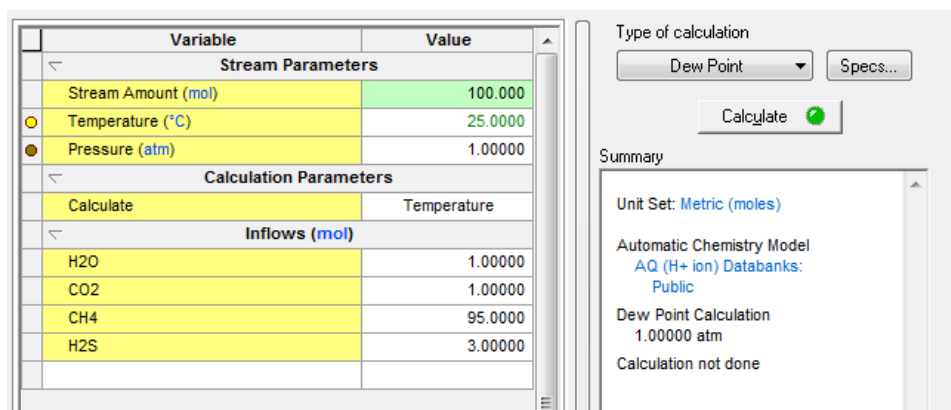 Variable Value
Stream Parameters
Stream Amount (mol) 100.000
Temperature (°C) 25.0000
Pressure (atm) 1.00000
Calculation Parameters
Calculate Temperature
Inflows (mol)
H2O 1.00000
CO2 1.00000
CH4 95.0000
H2S 3.00000
Type of calculation
Dew Point Specs...
Calculate
Summary
Unit Set: Metric (moles)
Automatic Chemistry Model
AQ (H+ ion) Databanks:
Public
Dew Point Calculation
1.00000 atm
Calculation not done